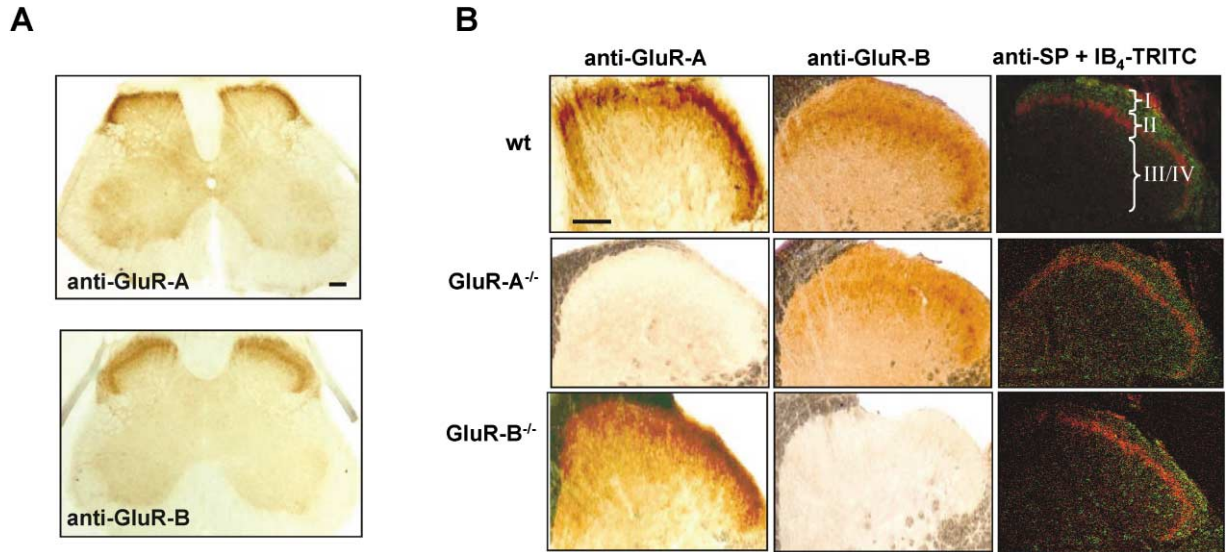 A
anti-GluR-A
anti-GluR-B
B
anti-GluR-A anti-GluR-B anti-SP + IB4-TRITC
wt
I
II
III/IV
GluR-A-/-
GluR-B-/-